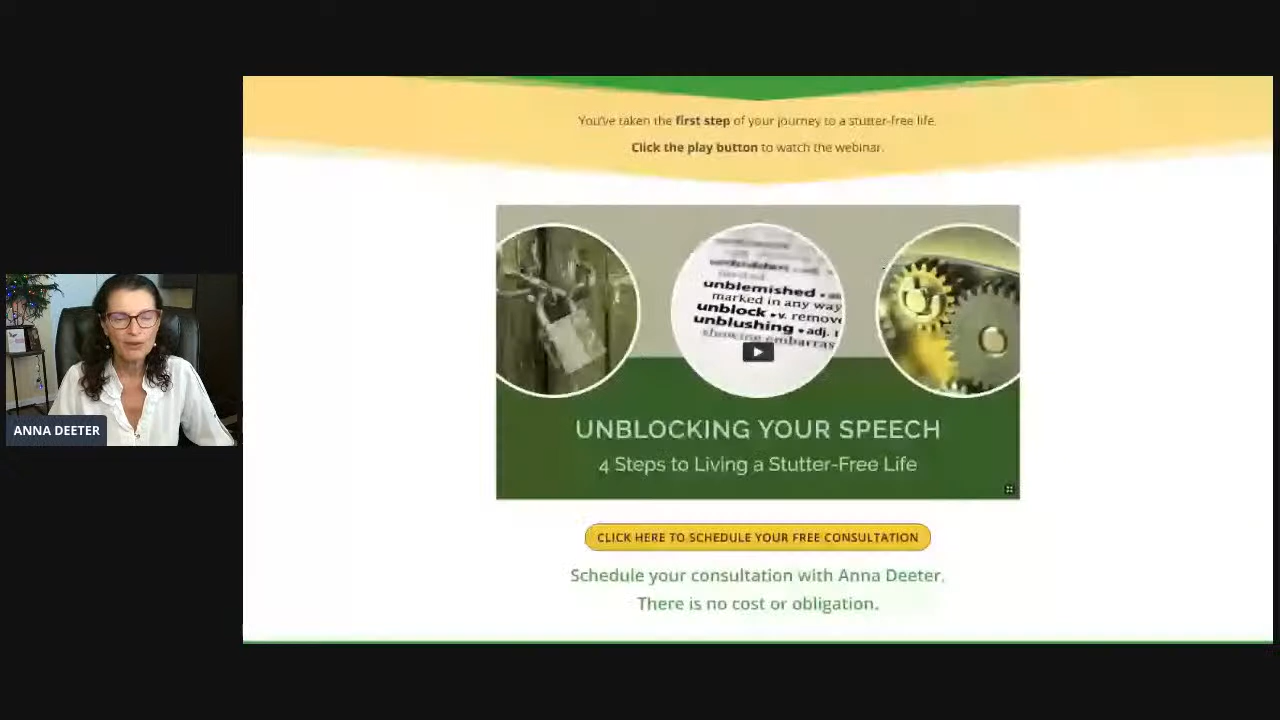 You've taken the first step of your journey to a stutter-free life.
Click the play button to watch the webinar.
unblemished • a
marked in any way
unblock • v. remov
unblushing • adj.
showing embarras
UNBLOCKING YOUR SPEECH
4 Steps to Living a Stutter-Free Life
ANNA DEETER
CLICK HERE TO SCHEDULE YOUR FREE CONSULTATION
Schedule your consultation with Anna Deeter.
There is no cost or obligation.